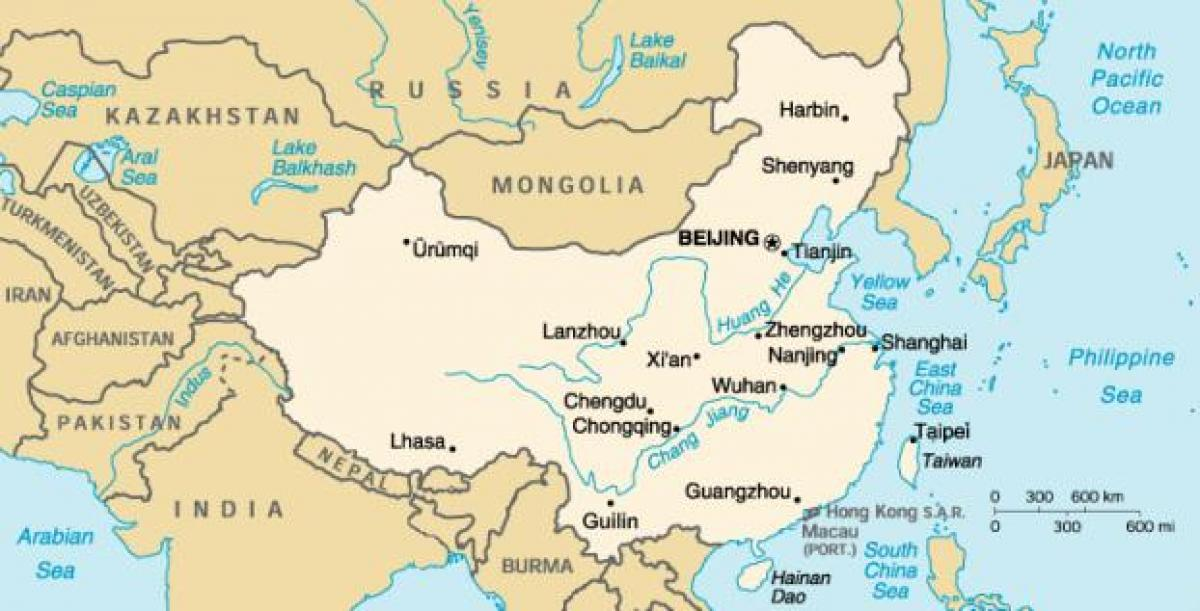 Yenisey
Lake
Baikal
North
Pacific
Ocean
RUSSIA
Caspian
Sea
KAZAKHSTAN
Harbin
Aral
Sea
Lake
Balkhash
Shenyang
JAPAN
MONGOLIA
UZBEKISTAN
TURKMENISTAN
Ürümqi
BEIJING
Tianjin
Yellow
Sea
IRAN
Huang He
AFGHANISTAN
Lanzhou
Zhengzhou
Xi'an
Nanjing
Shanghai
Philippine
Sea
East
China
Sea
Indus
Wuhan
Chengdu
Chongqing
Chang Jiang
PAKISTAN
Lhasa
Taipei
Taiwan
NEPAL
Guangzhou
0 300 600 km
0 300 600 mi
INDIA
Guilin
Hong Kong S.A.R.
Macau
(PORT.)
Arabian
Sea
BURMA
South
China
Sea
Hainan
Dao